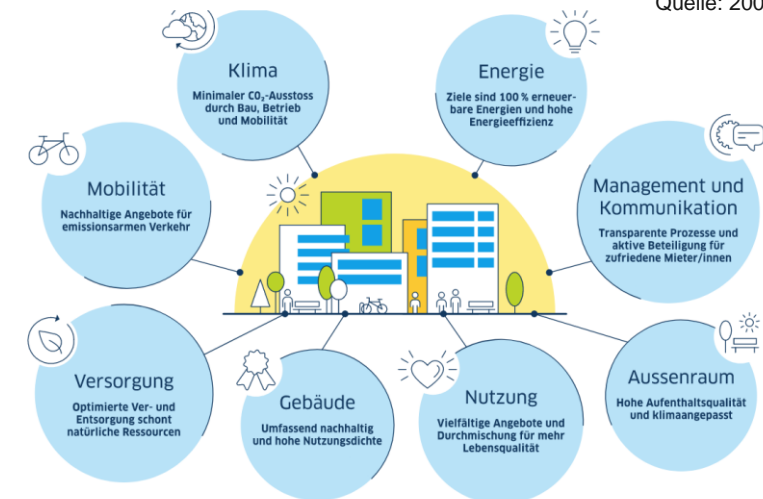 Quelle: 200
Klima
Minimaler CO₂-Ausstoss
durch Bau, Betrieb
und Mobilität
Energie
Ziele sind 100 % erneuer-
bare Energien und hohe
Energieeffizienz
Mobilität
Nachhaltige Angebote für
emissionsarmen Verkehr
Management und
Kommunikation
Transparente Prozesse und
aktive Beteiligung für
zufriedene Mieter/innen
Versorgung
Optimierte Ver- und
Entsorgung schont
natürliche Ressourcen
Gebäude
Umfassend nachhaltig
und hohe Nutzungsdichte
Nutzung
Vielfältige Angebote und
Durchmischung für mehr
Lebensqualität
Aussenraum
Hohe Aufenthaltsqualität
und klimaangepasst